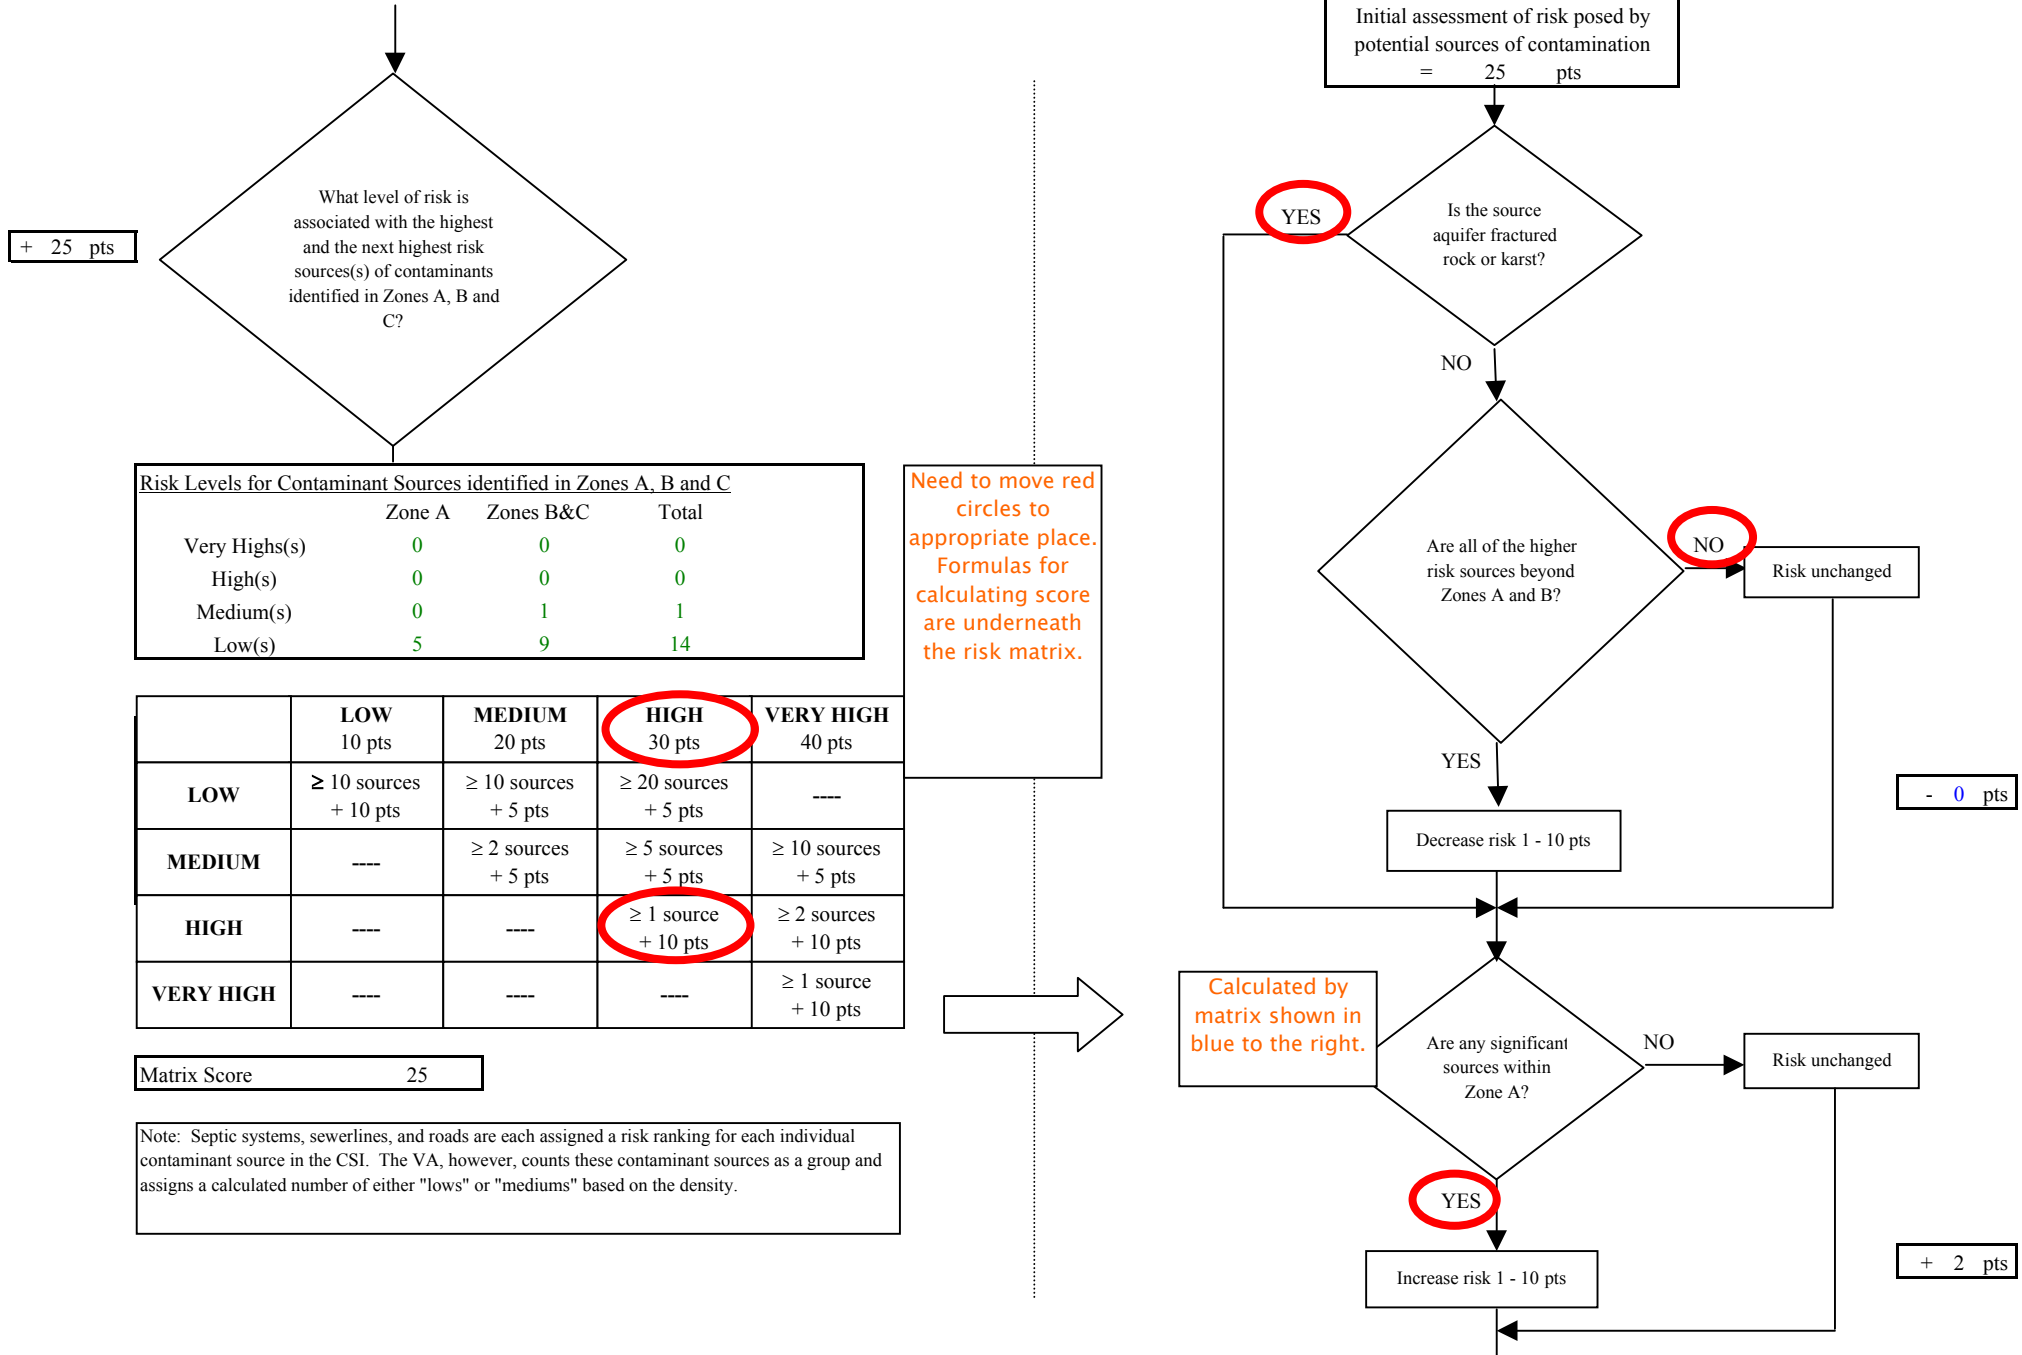 What level of risk is
associated with the highest
and the next highest risk
sources(s) of contaminants
identified in Zones A, B and
C?
+ 25 pts
Risk Levels for Contaminant Sources identified in Zones A, B and C
Zone A Zones B&C Total
Very Highs(s) 0 0 0
High(s) 0 0 0
Medium(s) 0 1 1
Low(s) 5 9 14
LOW MEDIUM HIGH VERY HIGH
10 pts 20 pts 30 pts 40 pts
LOW ≥ 10 sources ≥ 10 sources ≥ 20 sources ----
+ 10 pts + 5 pts + 5 pts
MEDIUM ---- ≥ 2 sources ≥ 5 sources ≥ 10 sources
+ 5 pts + 5 pts + 5 pts
HIGH ---- ---- ≥ 1 source ≥ 2 sources
+ 10 pts + 10 pts
VERY HIGH ---- ---- ---- ≥ 1 source
+ 10 pts
Matrix Score 25
Note: Septic systems, sewerlines, and roads are each assigned a risk ranking for each individual
contaminant source in the CSI. The VA, however, counts these contaminant sources as a group and
assigns a calculated number of either "lows" or "mediums" based on the density.
Need to move red
circles to
appropriate place.
Formulas for
calculating score
are underneath
the risk matrix.
Initial assessment of risk posed by
potential sources of contamination
= 25 pts
YES
Is the source
aquifer fractured
rock or karst?
NO
Are all of the higher
risk sources beyond
Zones A and B?
NO
Risk unchanged
YES
Decrease risk 1 - 10 pts
- 0 pts
Calculated by
matrix shown in
blue to the right.
Are any significant
sources within
Zone A?
NO
Risk unchanged
YES
Increase risk 1 - 10 pts
+ 2 pts